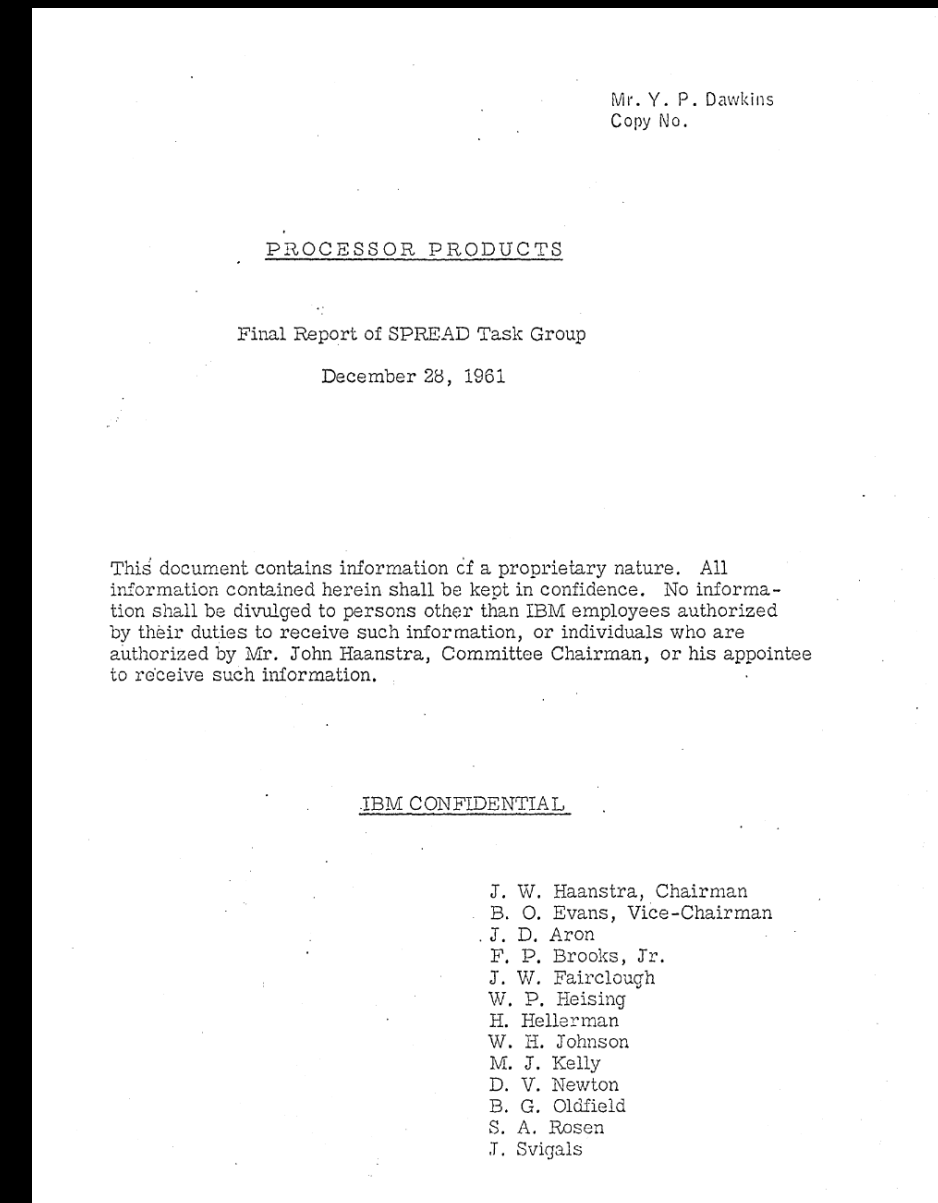 Mr. Y. P. Dawkins
Copy No.
PROCESSOR PRODUCTS
Final Report of SPREAD Task Group
December 28, 1961
This document contains information of a proprietary nature. All
information contained herein shall be kept in confidence. No informa-
tion shall be divulged to persons other than IBM employees authorized
by their duties to receive such information, or individuals who are
authorized by Mr. John Haanstra, Committee Chairman, or his appointee
to receive such information.
IBM CONFIDENTIAL
J. W. Haanstra, Chairman
B. O. Evans, Vice-Chairman
J. D. Aron
F. P. Brooks, Jr.
J. W. Fairclough
W. P. Heising
H. Hellerman
W. H. Johnson
M. J. Kelly
D. V. Newton
B. G. Oldfield
S. A. Rosen
J. Svigals